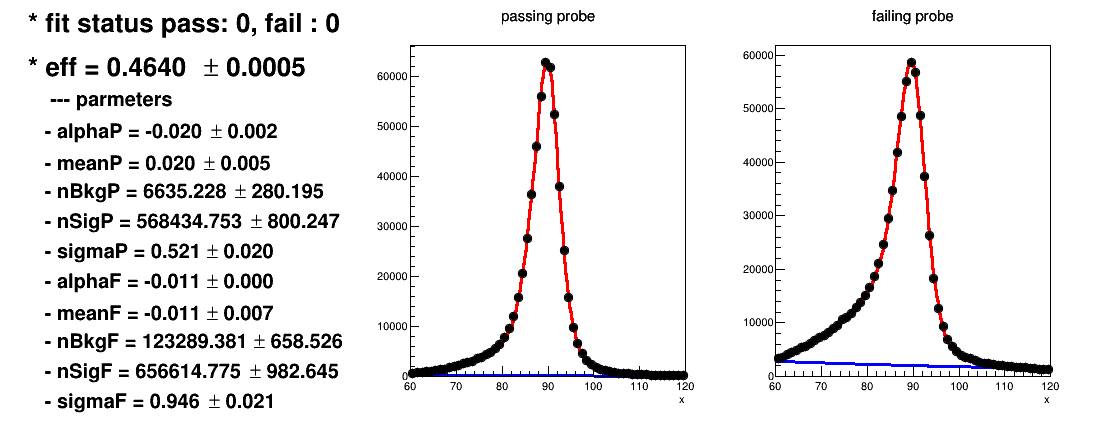 * fit status pass: 0, fail : 0
* eff = 0.4640 ± 0.0005
--- parmeters
- alphaP = -0.020 ± 0.002
- meanP = 0.020 ± 0.005
- nBkgP = 6635.228 ± 280.195
- nSigP = 568434.753 ± 800.247
- sigmaP = 0.521 ± 0.020
- alphaF = -0.011 ± 0.000
- meanF = -0.011 ± 0.007
- nBkgF = 123289.381 ± 658.526
- nSigF = 656614.775 ± 982.645
- sigmaF = 0.946 ± 0.021
passing probe
60000
50000
40000
30000
20000
10000
0
60 70 80 90 100 110 120
x
failing probe
60000
50000
40000
30000
20000
10000
0
60 70 80 90 100 110 120
x